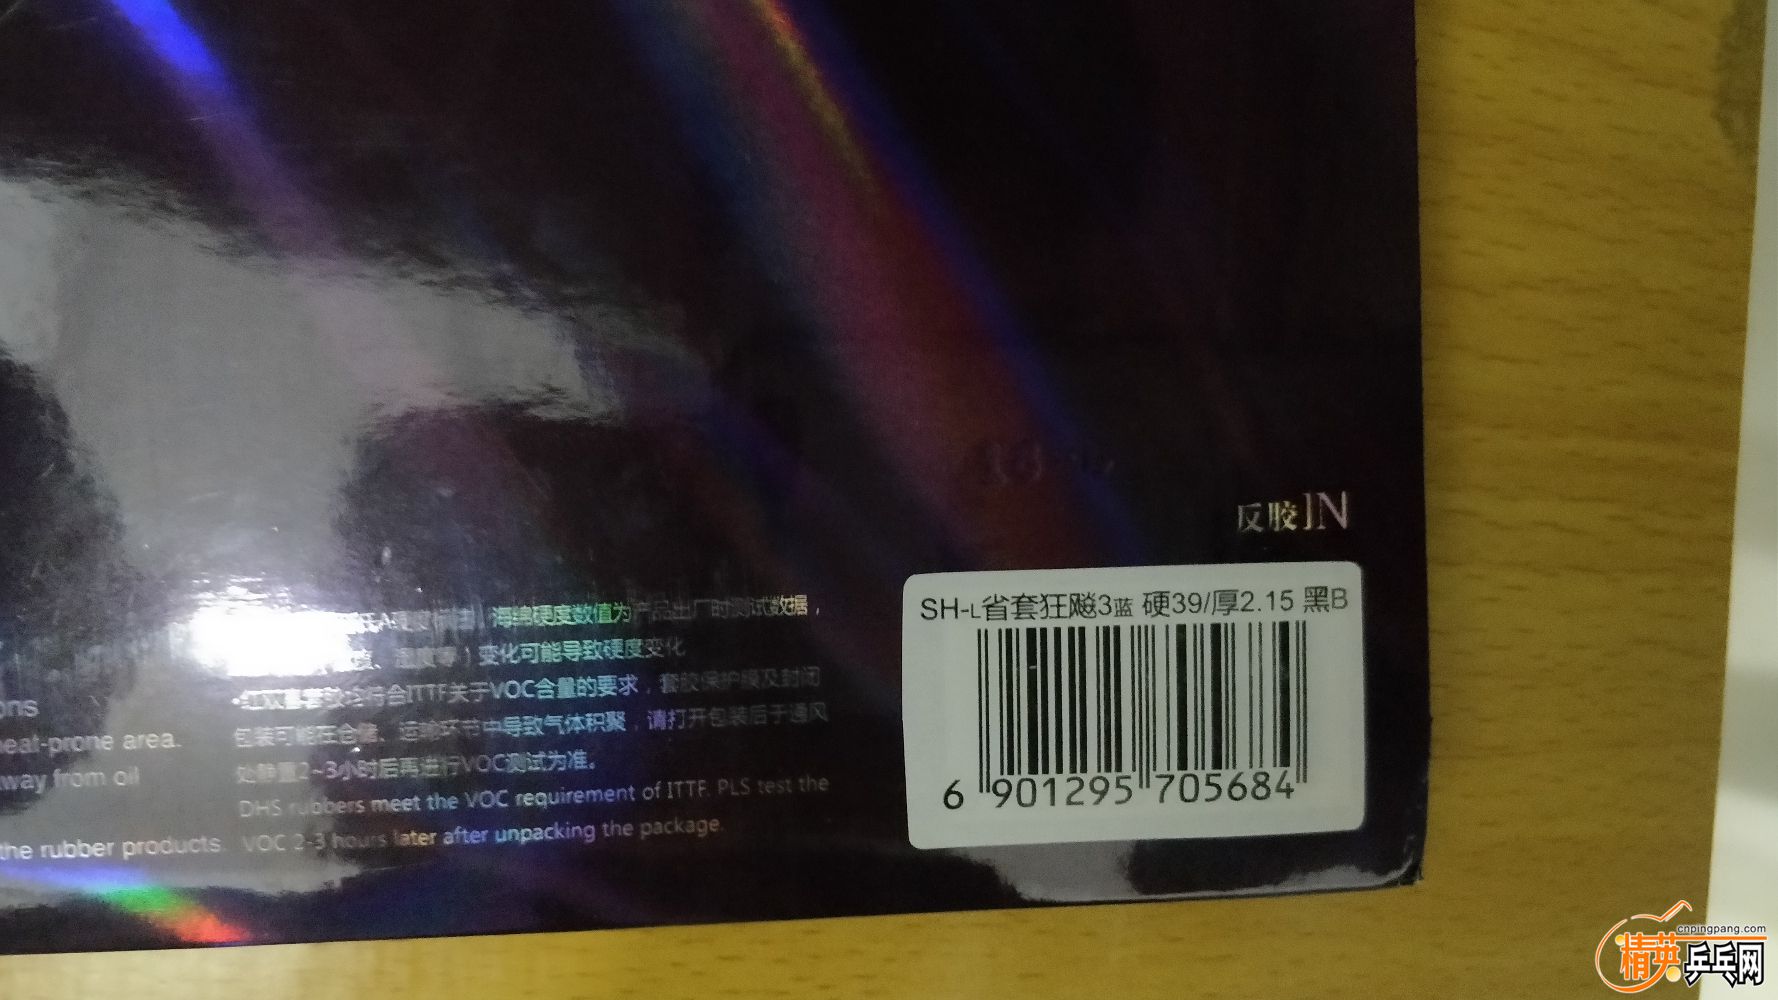 反胶IN
SH-L省套狂飚3蓝 硬39/厚2.15 黑B
6 901295 705684
海绵硬度数值为产品出厂时测试数据，
变化可能导致硬度变化
•红双喜套胶均符合ITTF关于VOC含量的要求，套胶保护膜及封闭
包装可能在仓储、运输环节中导致气体积聚，请打开包装后于通风
处静置2~3小时后再进行VOC测试为准。
DHS rubbers meet the VOC requirement of ITTF. PLS test the
VOC 2-3 hours later after unpacking the package.
ons
eat-prone area.
way from oil
the rubber products.
cnpingpang.com
精英乒乓网